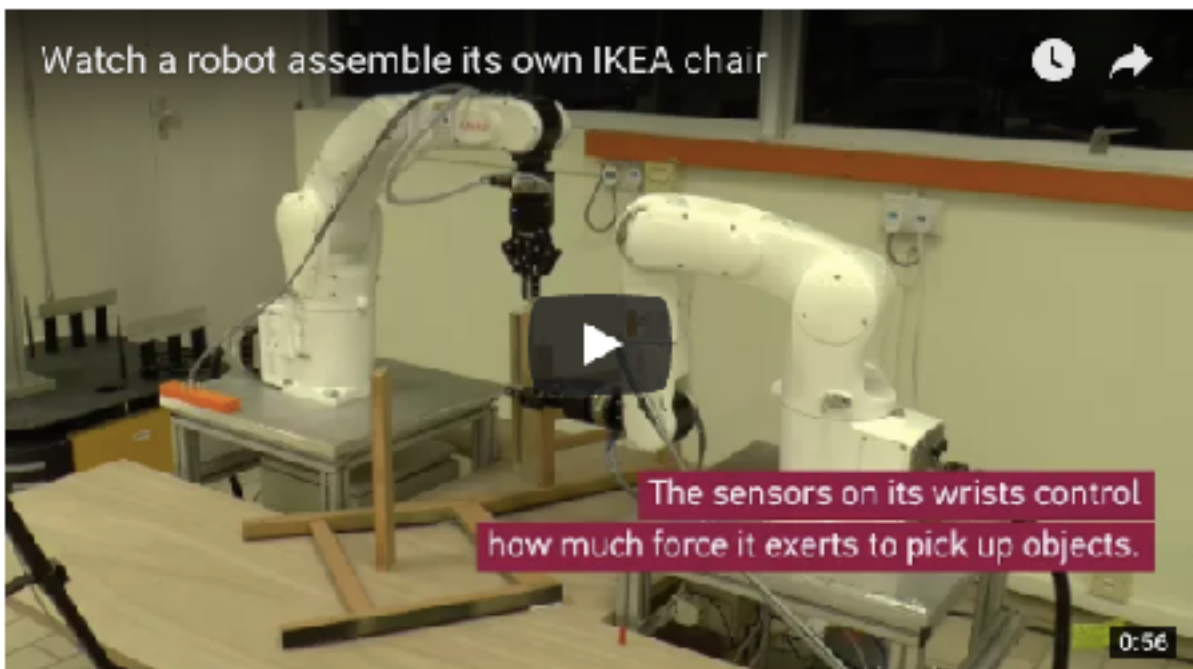 Watch a robot assemble its own IKEA chair
The sensors on its wrists control
how much force it exerts to pick up objects.
0:56